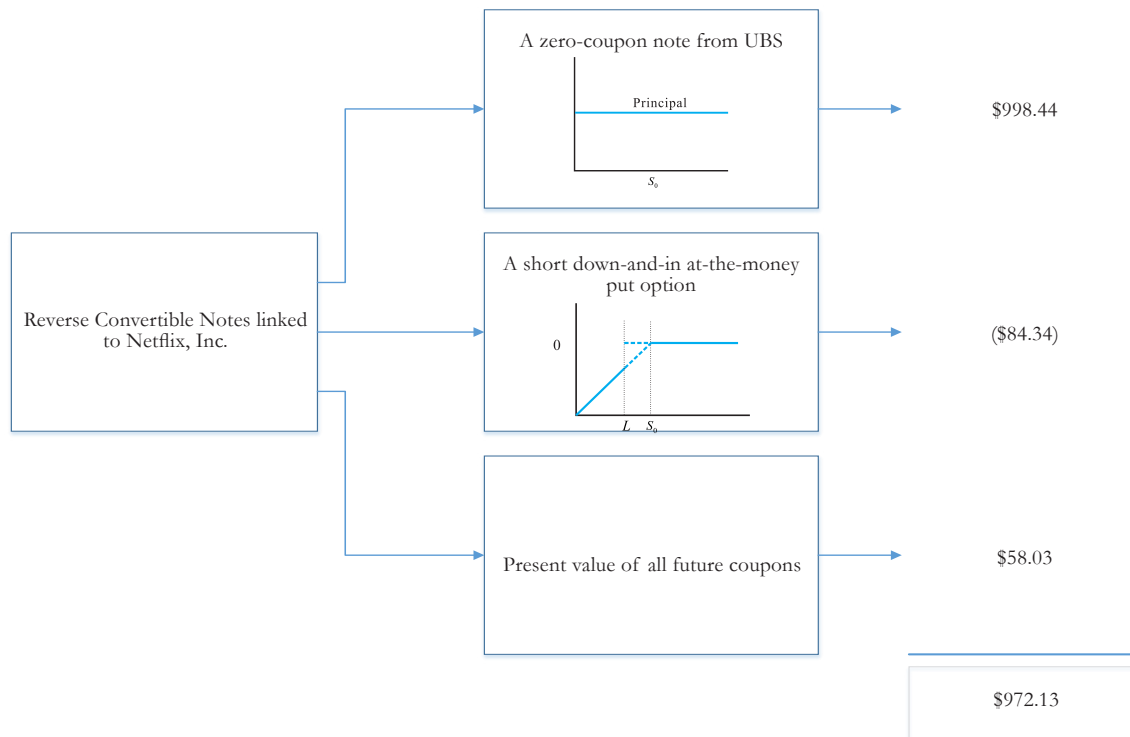 A zero-coupon note from UBS
Principal
S₀
$998.44
Reverse Convertible Notes linked
to Netflix, Inc.
A short down-and-in at-the-money
put option
0
L S₀
($84.34)
Present value of all future coupons
$58.03
$972.13